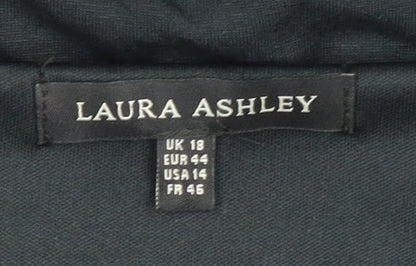 LAURA ASHLEY
UK 18
EUR 44
USA 14
FR 46